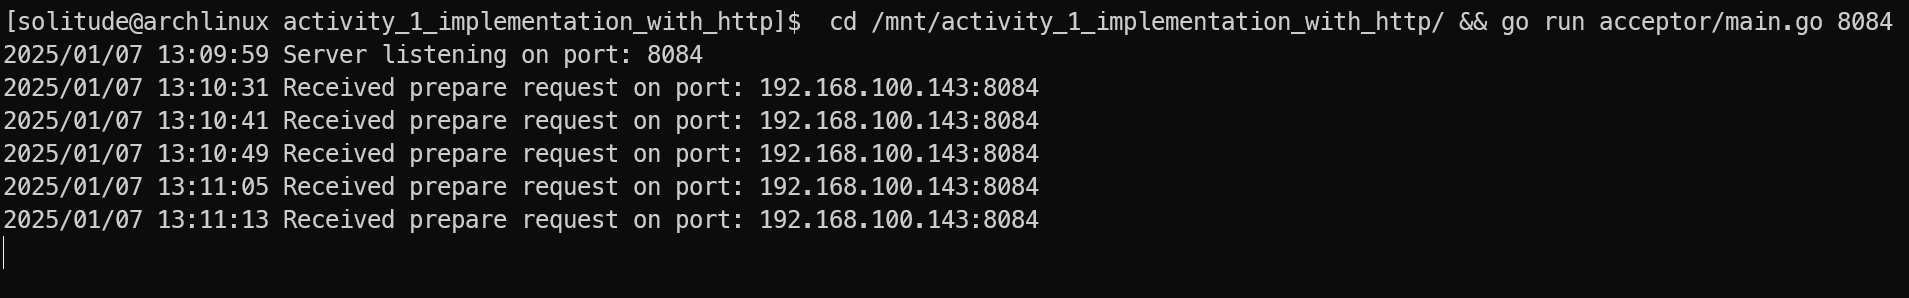 [solitude@archlinux activity_1_implementation_with_http]$  cd /mnt/activity_1_implementation_with_http/ && go run acceptor/main.go 8084
2025/01/07 13:09:59 Server listening on port: 8084
2025/01/07 13:10:31 Received prepare request on port: 192.168.100.143:8084
2025/01/07 13:10:41 Received prepare request on port: 192.168.100.143:8084
2025/01/07 13:10:49 Received prepare request on port: 192.168.100.143:8084
2025/01/07 13:11:05 Received prepare request on port: 192.168.100.143:8084
2025/01/07 13:11:13 Received prepare request on port: 192.168.100.143:8084